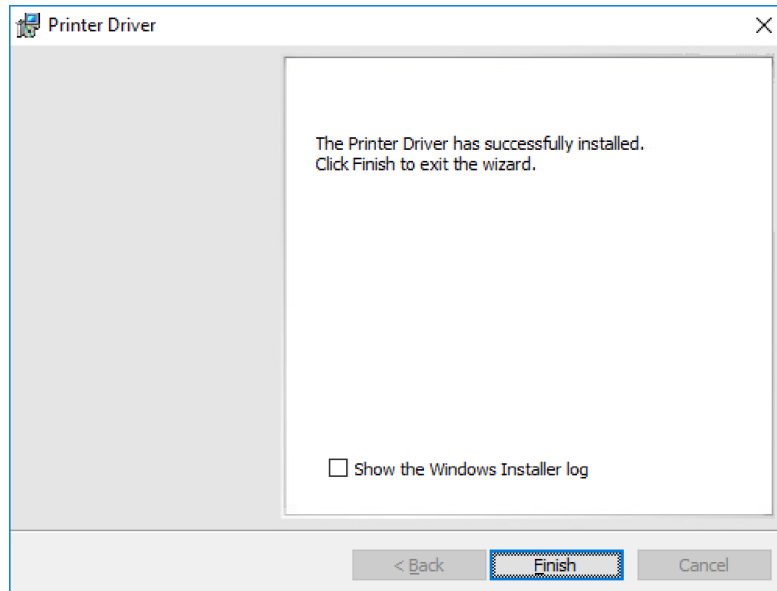 Printer Driver
The Printer Driver has successfully installed.
Click Finish to exit the wizard.
Show the Windows Installer log
< Back
Finish
Cancel